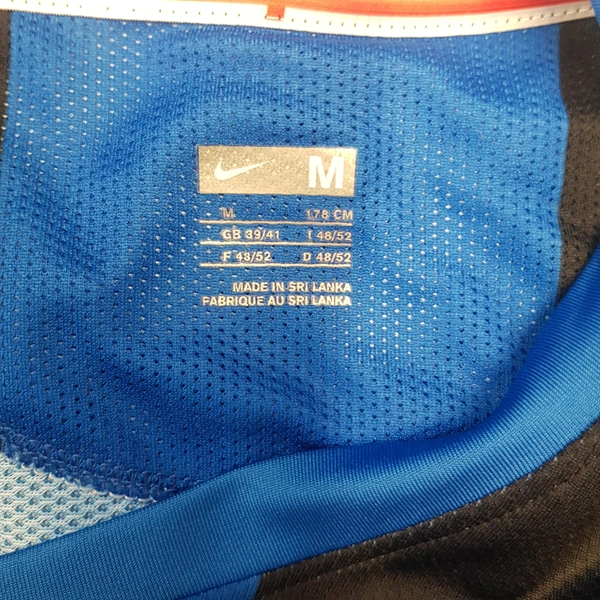 M
M 178 CM
GB 39/41 I 48/52
F 48/52 D 48/52
MADE IN SRI LANKA
FABRIQUE AU SRI LANKA